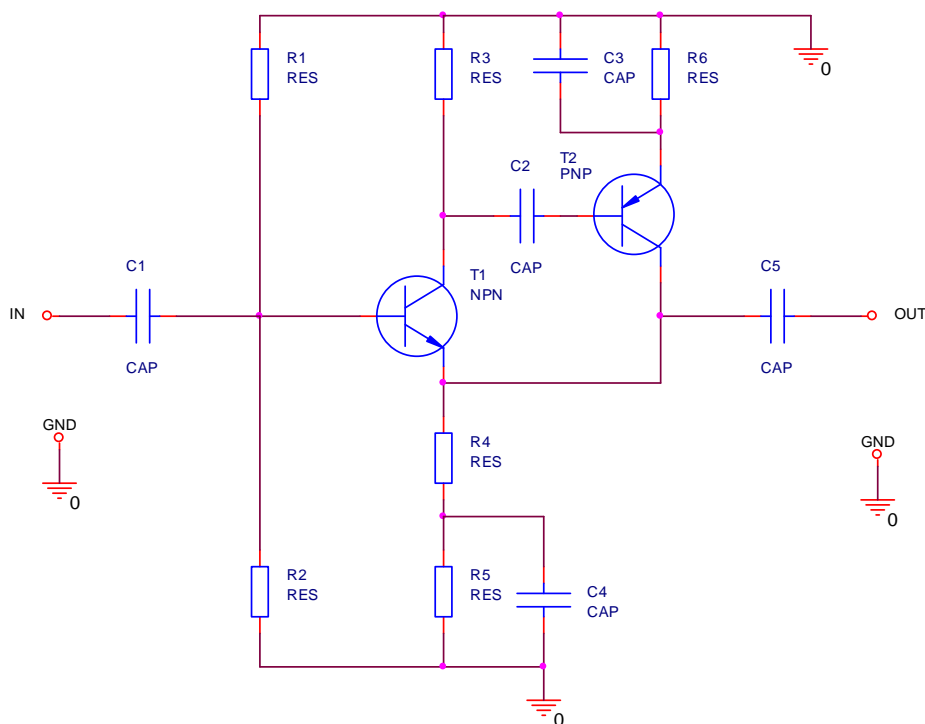 R1
RES
R3
RES
C3
CAP
R6
RES
0
C2
T2
PNP
CAP
C1
T1
NPN
C5
IN
OUT
CAP
CAP
GND
0
GND
0
R4
RES
R2
RES
R5
RES
C4
CAP
0